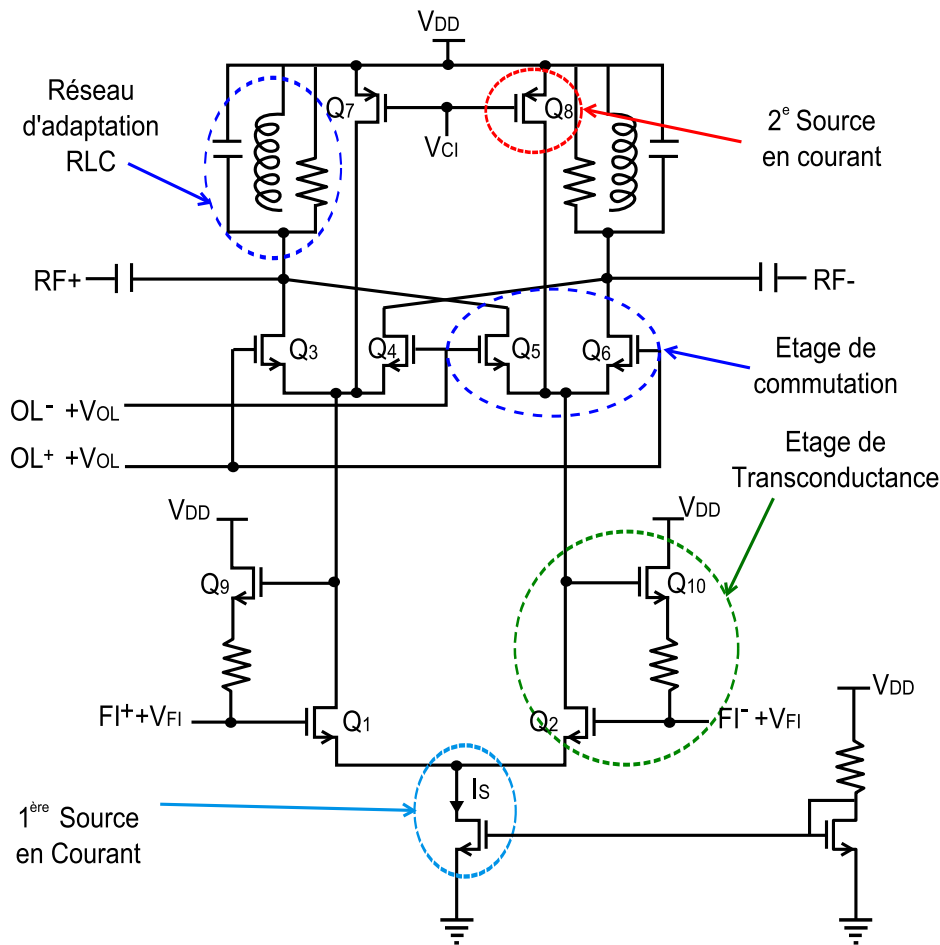 VDD
Réseau
d'adaptation
RLC
Q7
Q8
VCI
2e Source
en courant
RF+
RF-
Q3
Q4
Q5
Q6
Etage de
commutation
OL- +VOL
OL+ +VOL
Etage de
Transconductance
VDD
VDD
Q9
Q10
FI++VFI
Q1
Q2
FI- +VFI
VDD
IS
1ère Source
en Courant